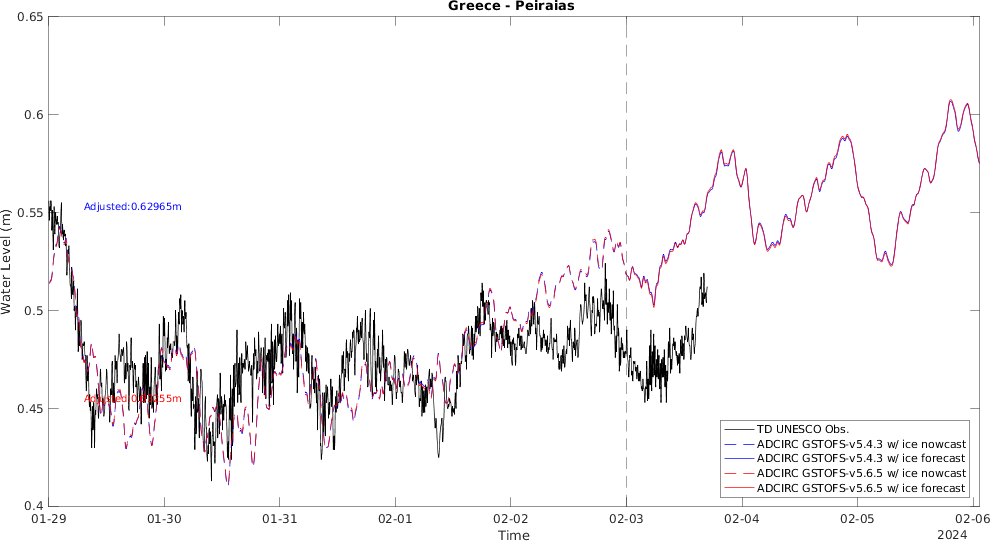 Greece - Peiraias
0.65
0.6
0.55
0.5
0.45
0.4
Water Level (m)
Adjusted:0.62965m
Adjusted:
01-29
01-30
01-31
02-01
02-02
02-03
02-04
02-05
02-06
Time
2024
TD UNESCO Obs.
ADCIRC GSTOFS-v5.4.3 w/ ice nowcast
ADCIRC GSTOFS-v5.4.3 w/ ice forecast
ADCIRC GSTOFS-v5.6.5 w/ ice nowcast
ADCIRC GSTOFS-v5.6.5 w/ ice forecast